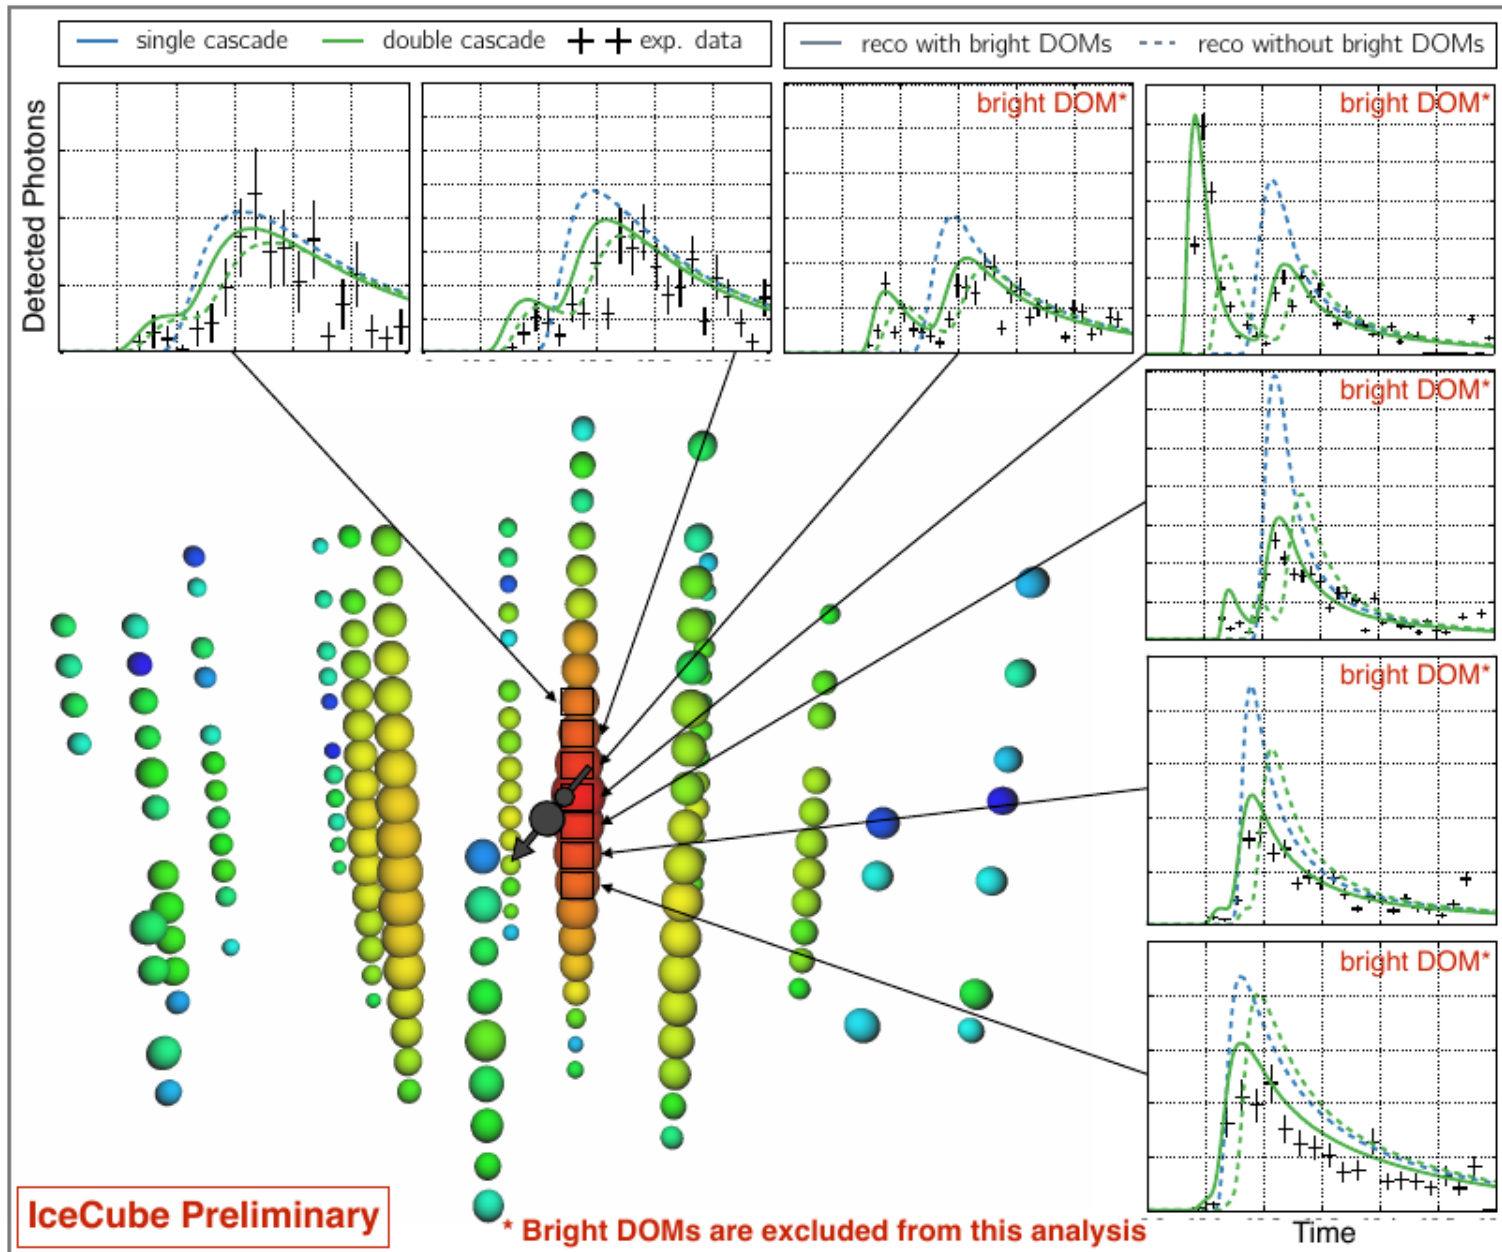 single cascade double cascade exp. data
reco with bright DOMs reco without bright DOMs
Detected Photons
bright DOM*
bright DOM*
bright DOM*
bright DOM*
bright DOM*
IceCube Preliminary
* Bright DOMs are excluded from this analysis
Time